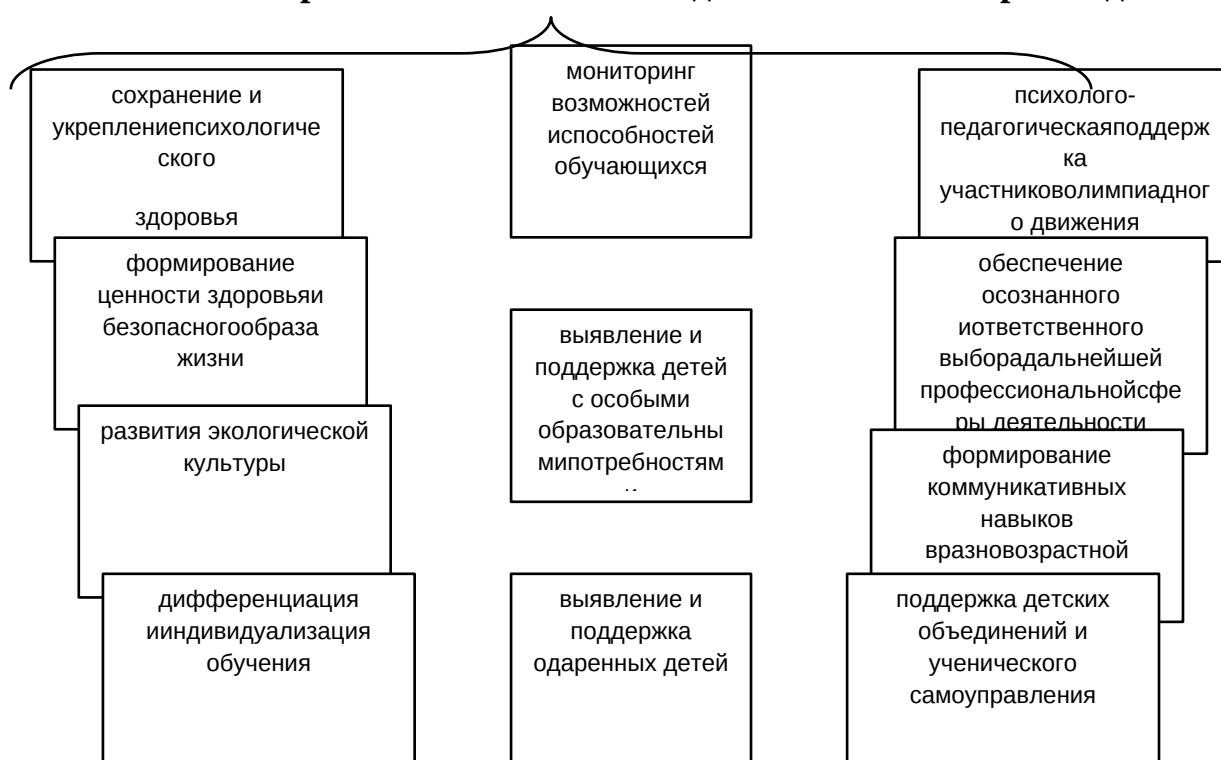 сохранение и
укреплениепсихологиче
ского
здоровья
формирование
ценности здоровьяи
безопасногообраза
жизни
развития экологической
культуры
дифференциация
ииндивидуализация
обучения
мониторинг
возможностей
испособностей
обучающихся
выявление и
поддержка детей
с особыми
образовательны
мипотребностям
выявление и
поддержка
одаренных детей
психолого-
педагогическаяподдерж
ка
участниковолимпиадног
о движения
обеспечение
осознанного
иответственного
выборадальнейшей
профессиональнойсфе
ры деятельности
формирование
коммуникативных
навыков
вразновозрастной
поддержка детских
объединений и
ученического
самоуправления